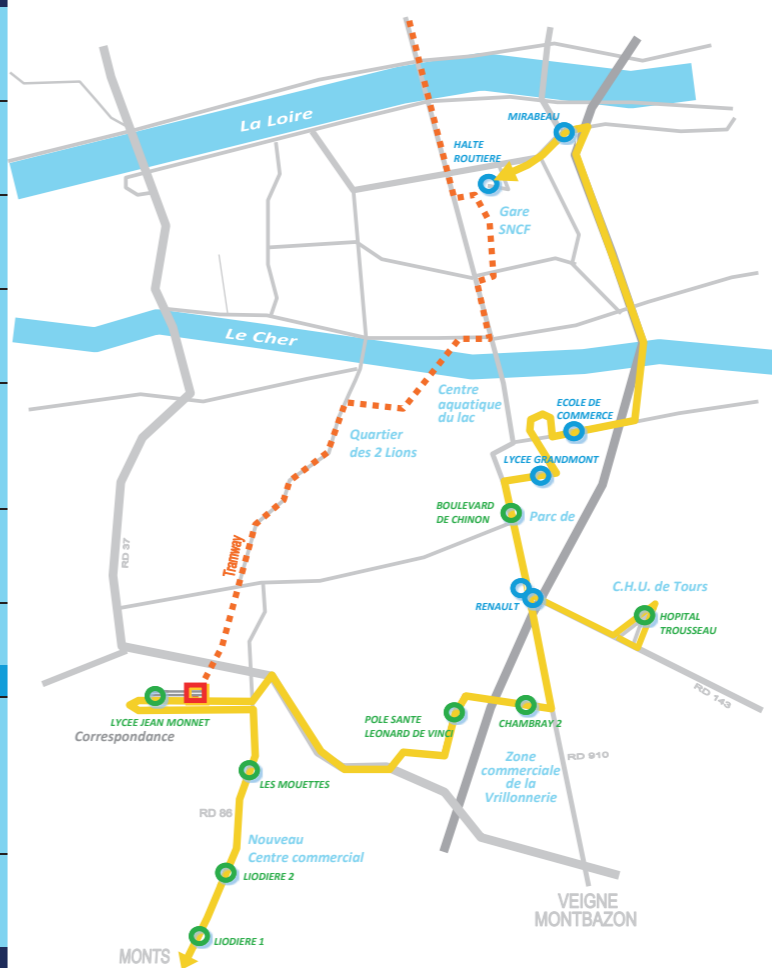 La Loire
MIRABEAU
HALTE
ROUTIERE
Gare
SNCF
Le Cher
Centre
aquatique
du lac
ECOLE DE
COMMERCE
Quartier
des 2 Lions
LYCEE GRANDMONT
BOULEVARD
DE CHINON
Parc de
RD 37
Tramway
C.H.U. de Tours
RENAULT
HOPITAL
TROUSSEAU
RD 143
LYCEE JEAN MONNET
Correspondance
POLE SANTE
LEONARD DE VINCI
CHAMBRAY 2
Zone
commerciale
de la
Vrillonnerie
RD 910
LES MOUETTES
RD 86
Nouveau
Centre commercial
LIODIERE 2
VEIGNE
MONTBAZON
LIODIERE 1
MONTS